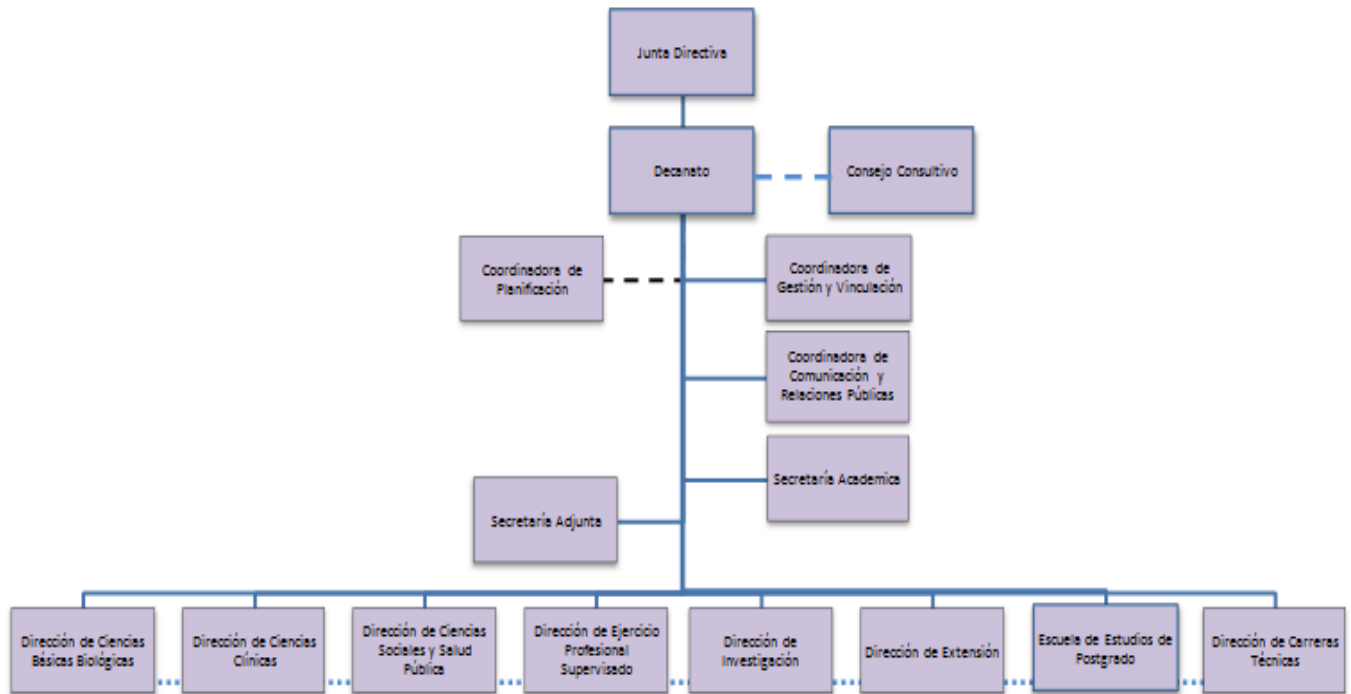 Junta Directiva
Decanato
Consejo Consultivo
Coordinadora de
Planificación
Coordinadora de
Gestión y Vinculación
Coordinadora de
Comunicación y
Relaciones Públicas
Secretaría Academica
Secretaría Adjunta
Dirección de Ciencias
Básicas Biológicas
Dirección de Ciencias
Clínicas
Dirección de Ciencias
Sociales y Salud
Pública
Dirección de Ejercicio
Profesional
Supervisado
Dirección de
Investigación
Dirección de Extensión
Escuela de Estudios de
Postgrado
Dirección de Carreras
Técnicas